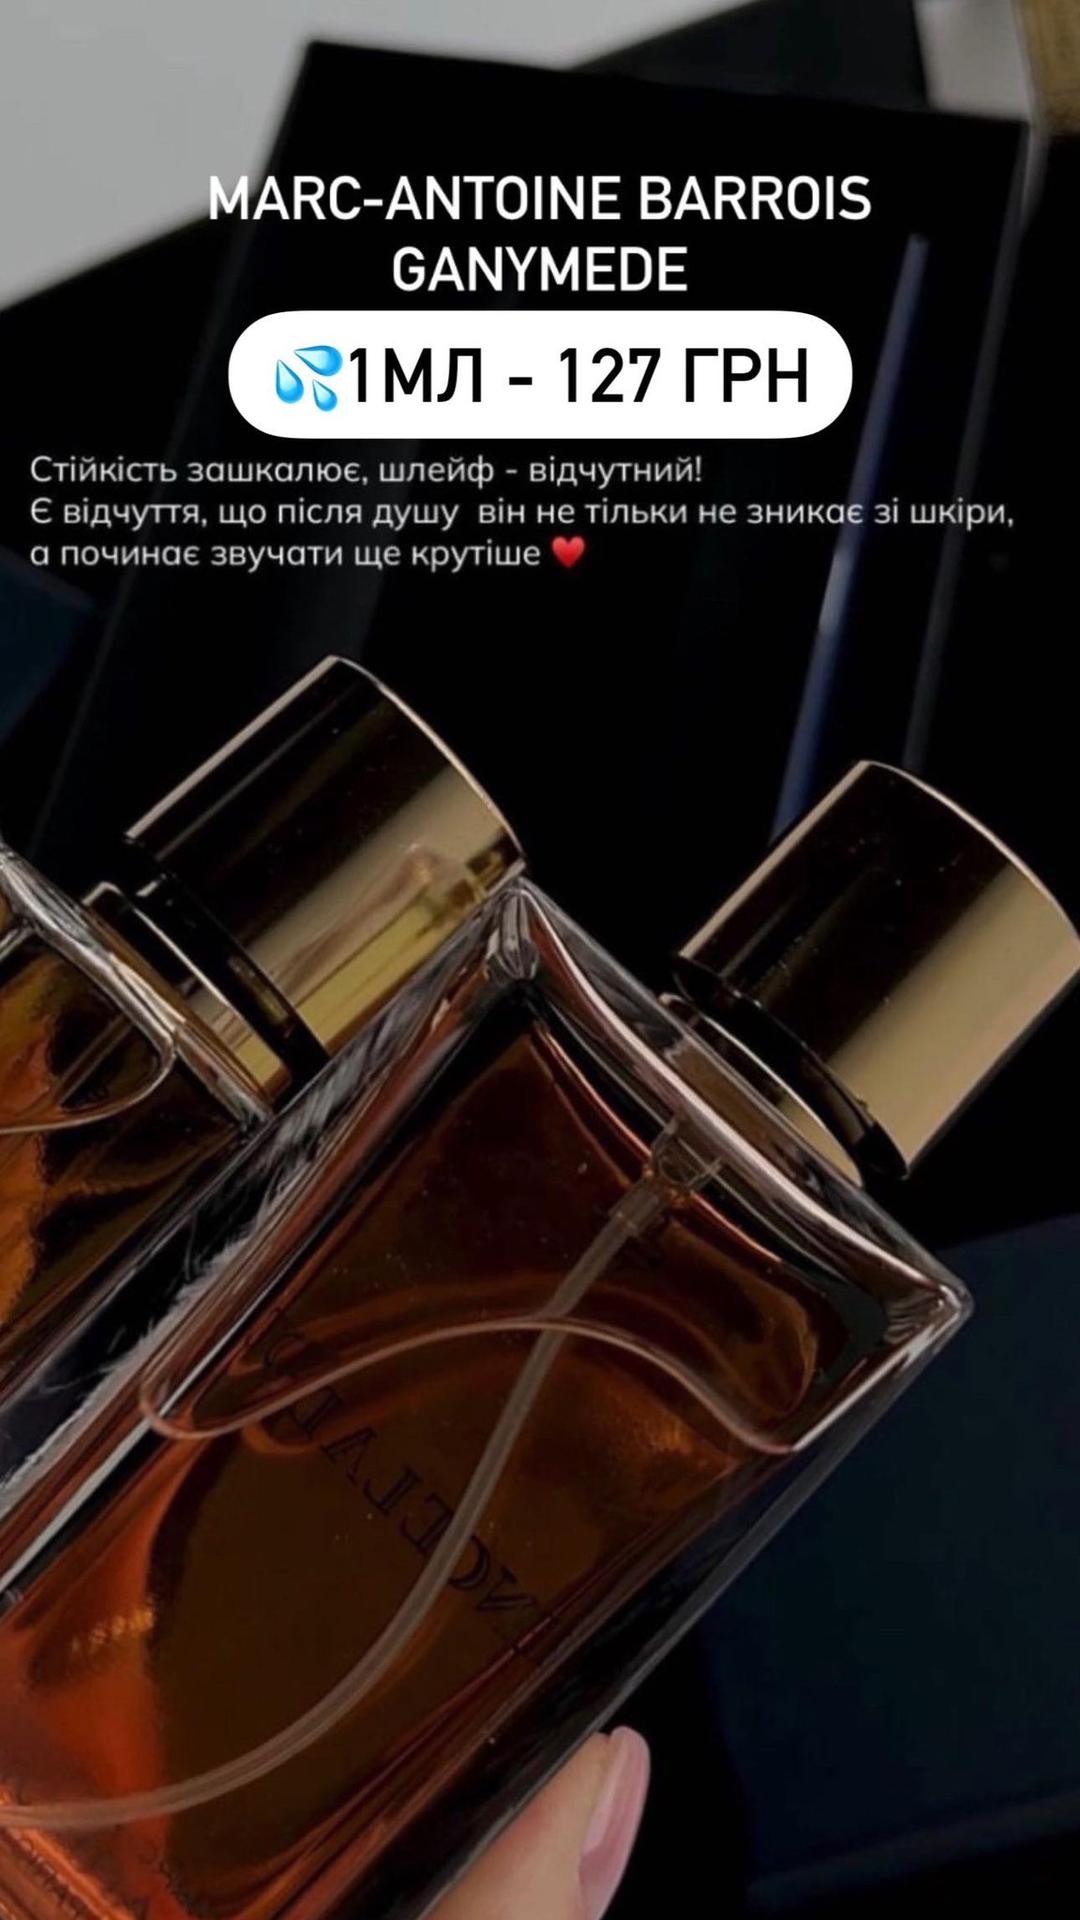 MARC-ANTOINE BARROIS
GANYMEDE
💦1МЛ - 127 ГРН
Стійкість зашкалює, шлейф - відчутний!
Є відчуття, що після душу він не тільки не зникає зі шкіри,
а починає звучати ще крутіше ♥️